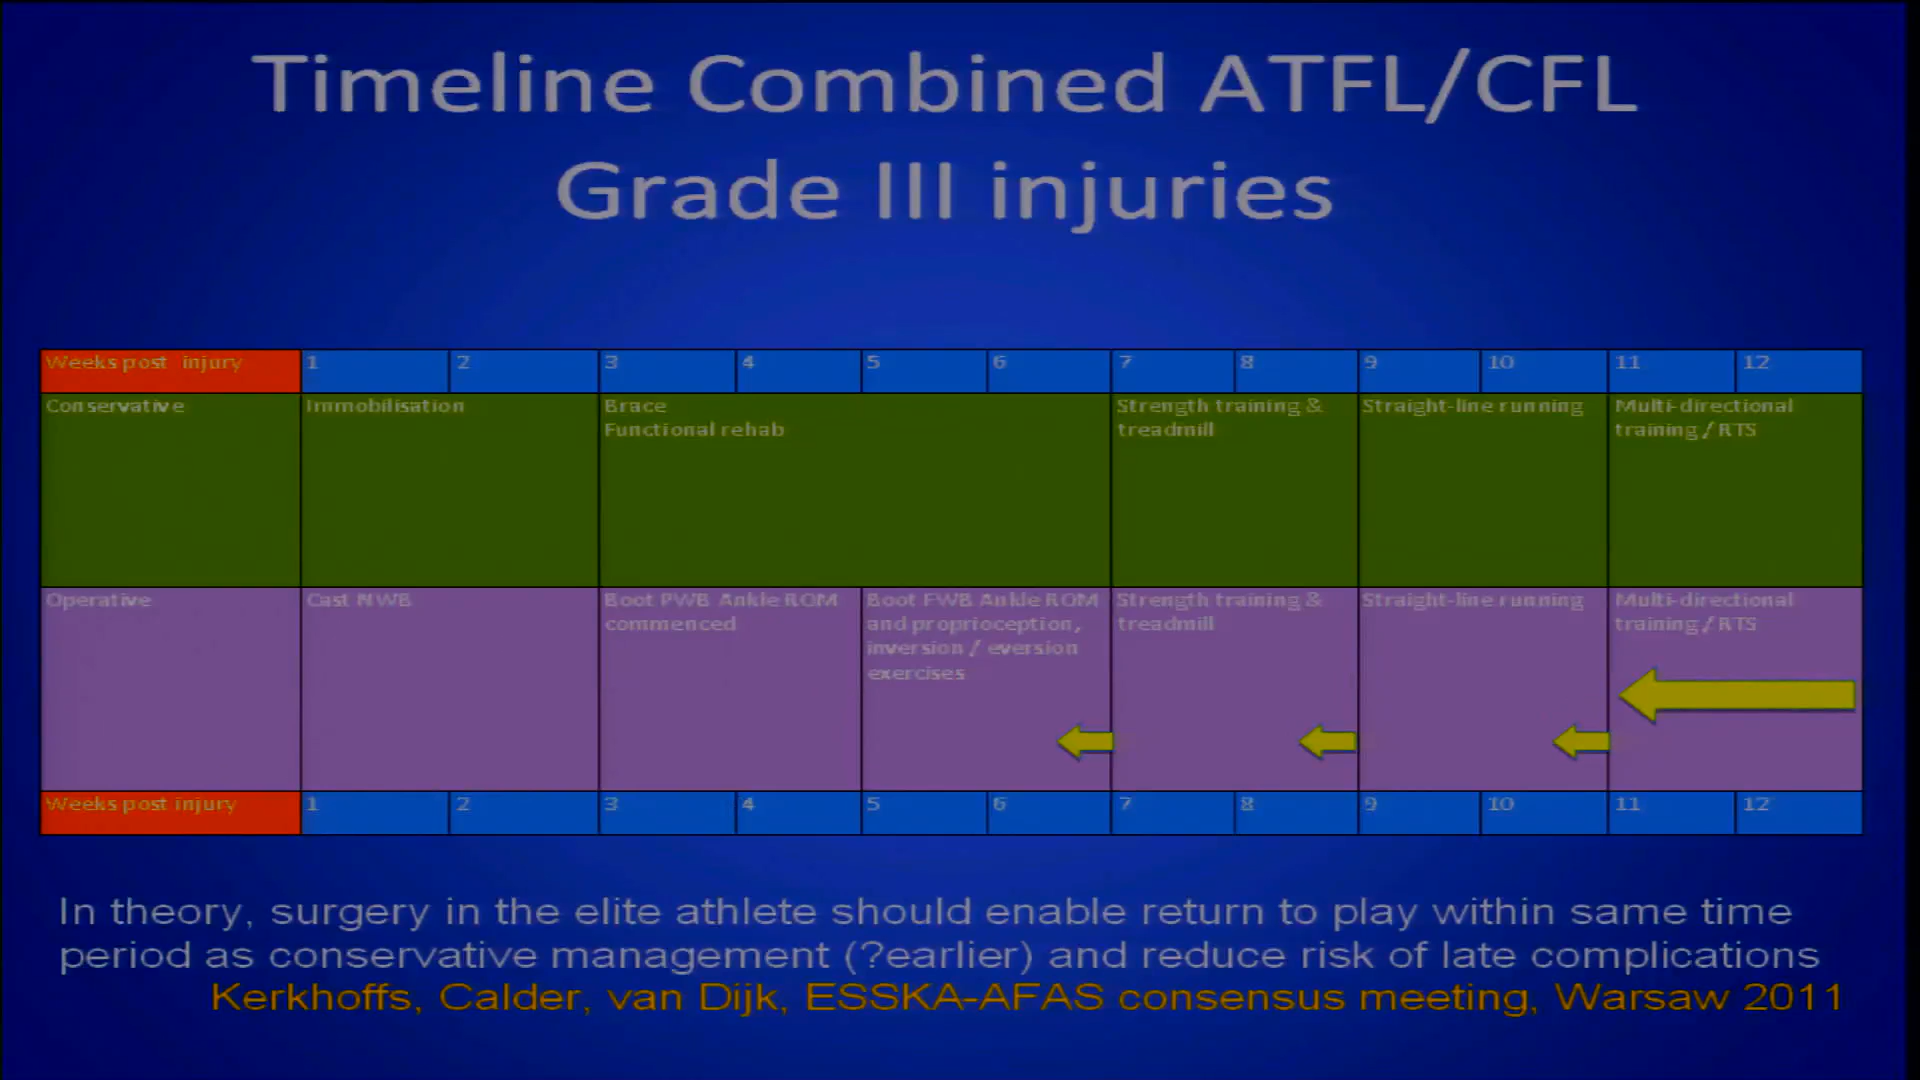 Timeline Combined ATFL/CFL
Grade III injuries
Weeks post injury 1 2 3 4 5 6 7 8 9 10 11 12
Conservative
Immobilisation
Brace
Functional rehab
Strength training &
treadmill
Straight-line running
Multi-directional
training / RTS
Operative
Cast NWB
Boot PWB Ankle ROM
commenced
Boot FWB Ankle ROM
and proprioception,
inversion / eversion
exercises
Strength training &
treadmill
Straight-line running
Multi-directional
training / RTS
Weeks post injury 1 2 3 4 5 6 7 8 9 10 11 12
In theory, surgery in the elite athlete should enable return to play within same time
period as conservative management (?earlier) and reduce risk of late complications
Kerkhoffs, Calder, van Dijk, ESSKA-AFAS consensus meeting, Warsaw 2011